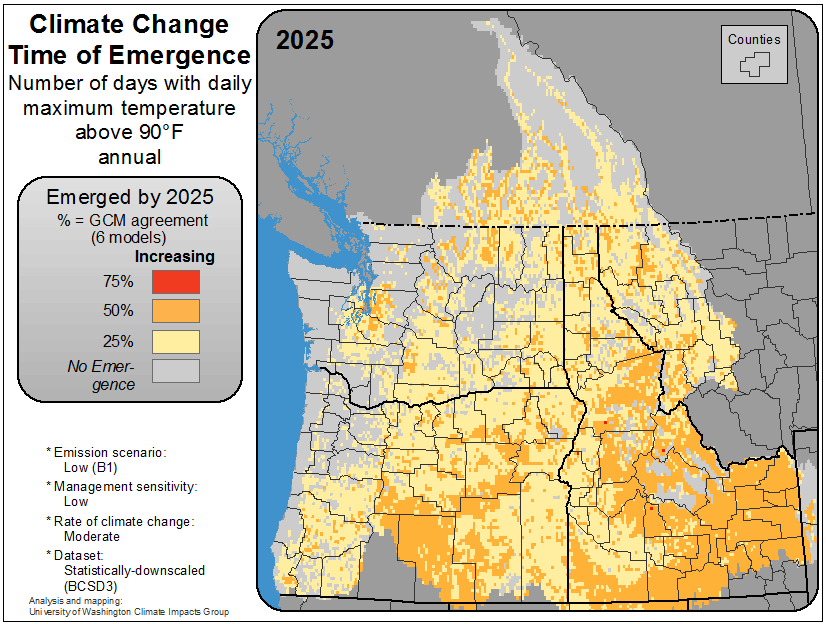 Climate Change
Time of Emergence
Number of days with daily
maximum temperature
above 90°F
annual
Emerged by 2025
% = GCM agreement
(6 models)
Increasing
75%
50%
25%
No Emer-
gence
* Emission scenario:
Low (B1)
* Management sensitivity:
Low
* Rate of climate change:
Moderate
* Dataset:
Statistically-downscaled
(BCSD3)
Analysis and mapping:
University of Washington Climate Impacts Group
2025
Counties